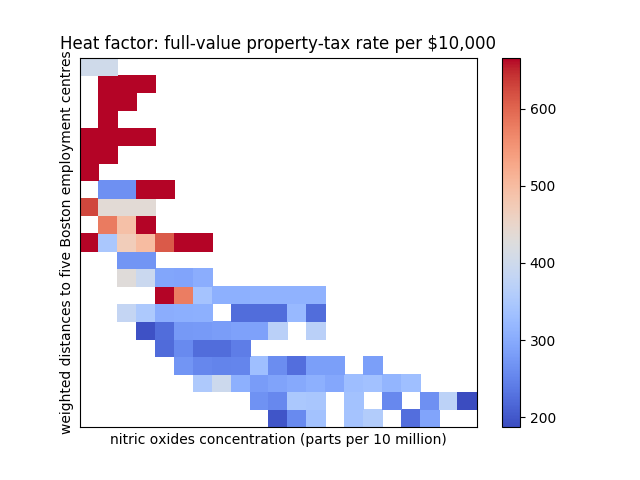 Heat factor: full-value property-tax rate per $10,000
weighted distances to five Boston employment centres
nitric oxides concentration (parts per 10 million)
600
500
400
300
200